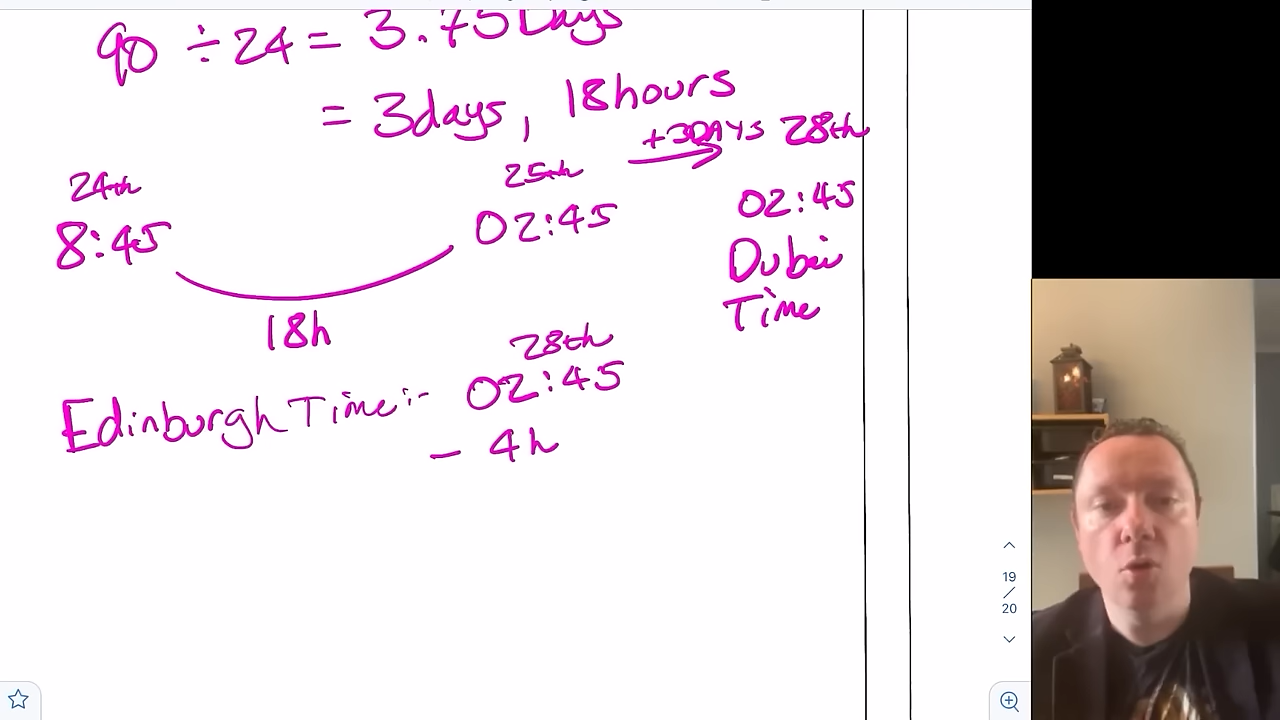 90 ÷ 24 = 3.75 Days
= 3days, 18hours
+3DAYS 28th
24th
25th
8:45
02:45
02:45
Dubai
Time
18h
28th
Edinburgh Time:- 02:45
- 4h
19
/
20